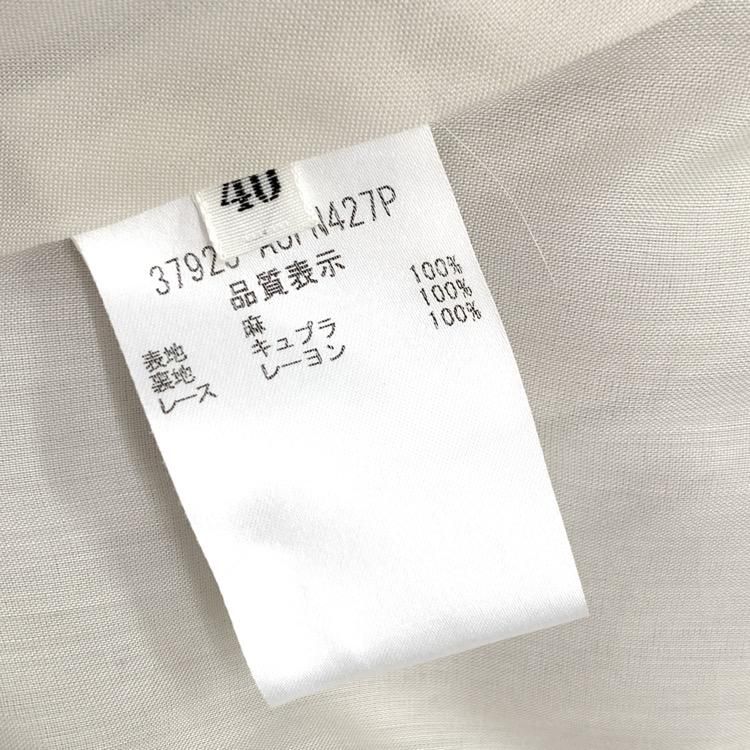 40
品質表示
表地 麻 100%
裏地 キュプラ 100%
レース レーヨン 100%